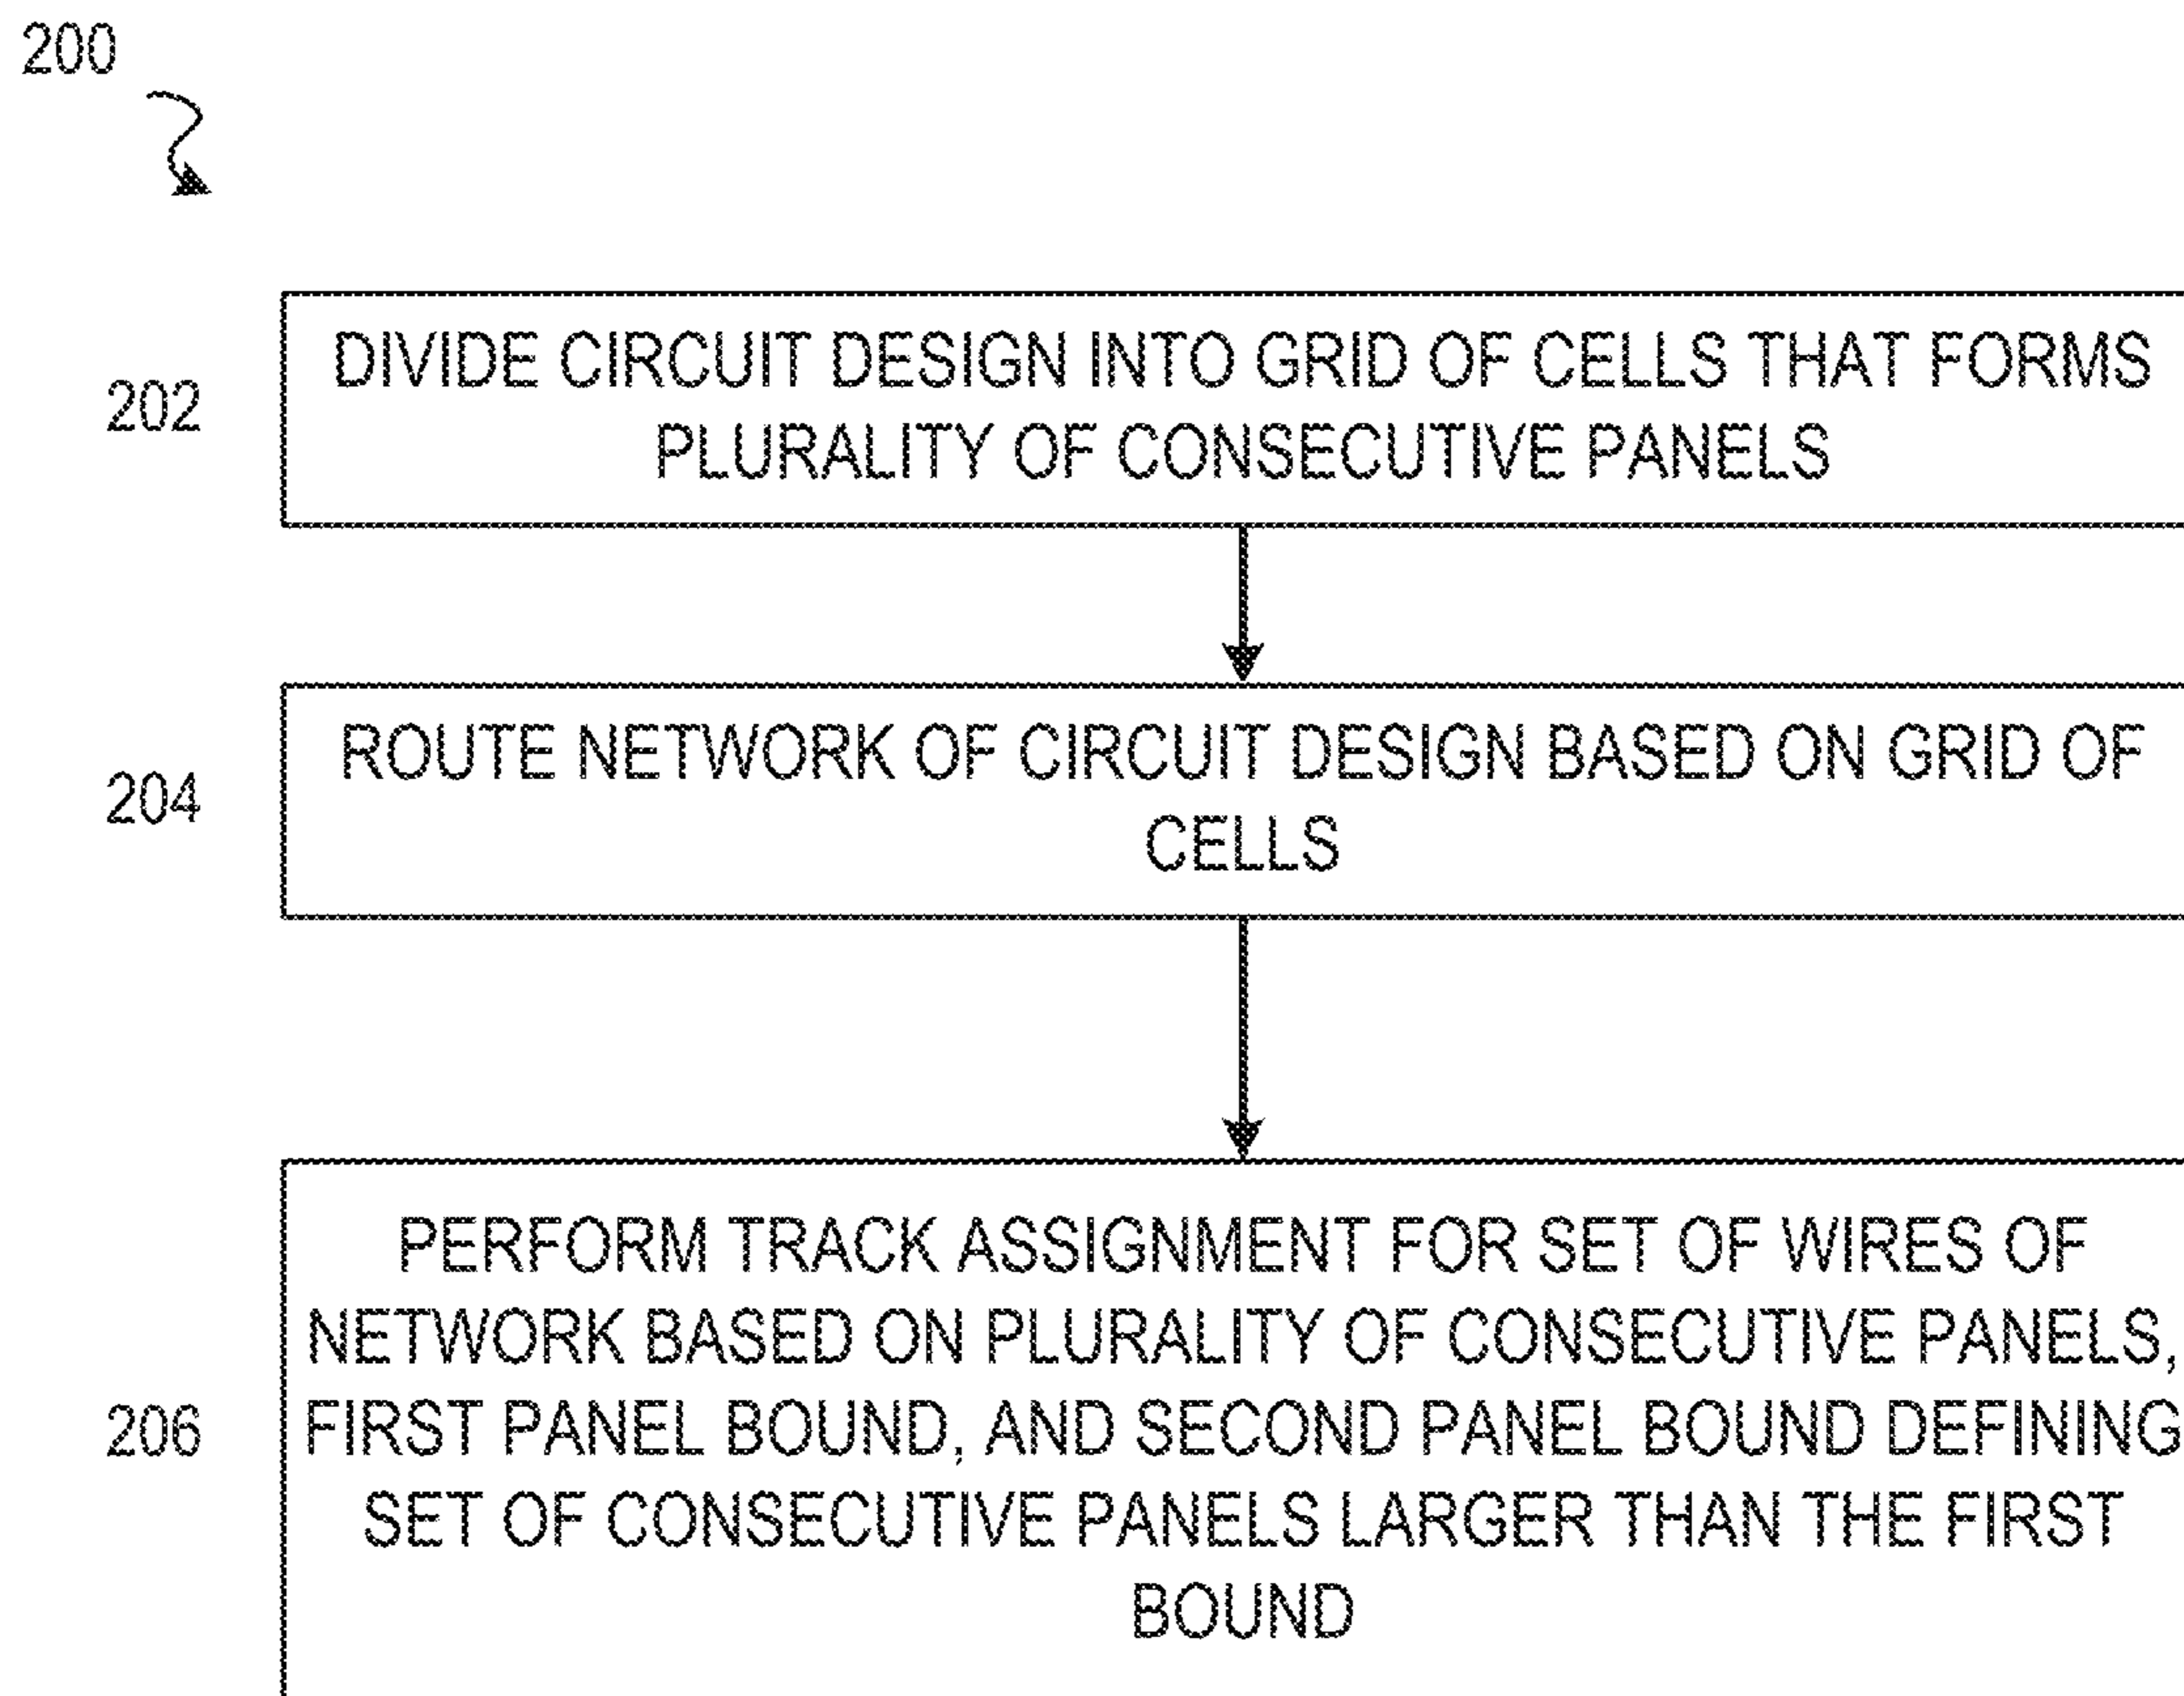 200
202
DIVIDE CIRCUIT DESIGN INTO GRID OF CELLS THAT FORMS
PLURALITY OF CONSECUTIVE PANELS
204
ROUTE NETWORK OF CIRCUIT DESIGN BASED ON GRID OF
CELLS
206
PERFORM TRACK ASSIGNMENT FOR SET OF WIRES OF
NETWORK BASED ON PLURALITY OF CONSECUTIVE PANELS,
FIRST PANEL BOUND, AND SECOND PANEL BOUND DEFINING
SET OF CONSECUTIVE PANELS LARGER THAN THE FIRST
BOUND